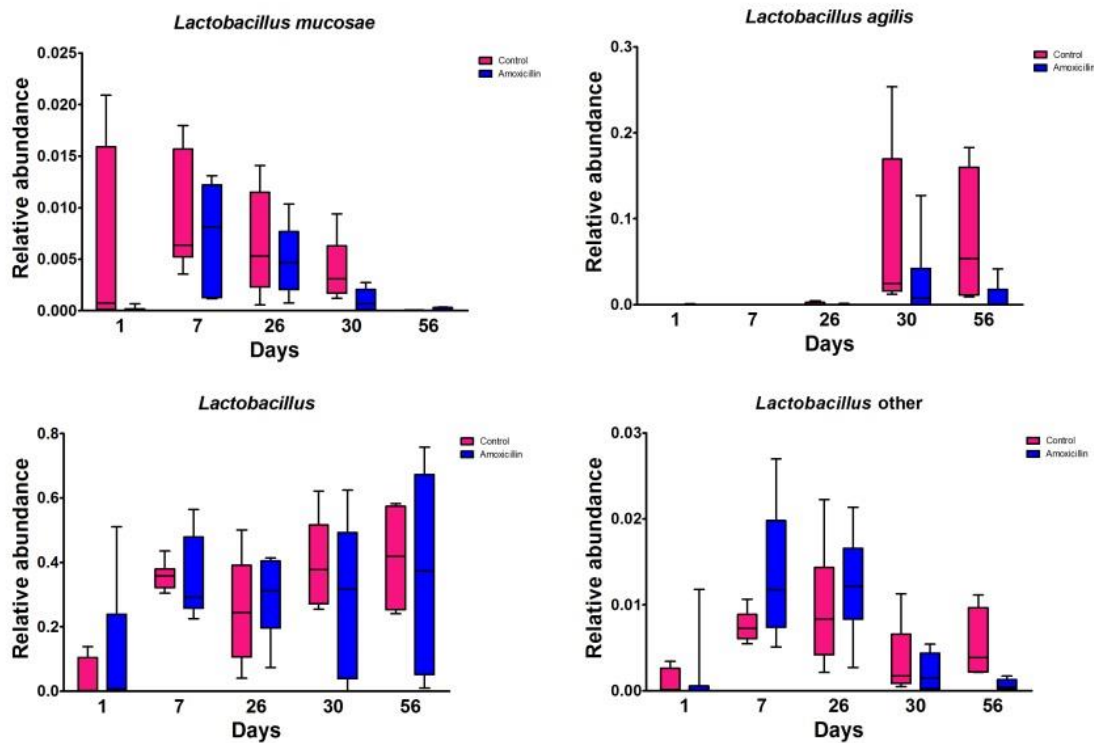 Lactobacillus mucosae
Control
Amoxicillin
0.025
0.020
0.015
0.010
0.005
0.000
Relative abundance
1 7 26 30 56
Days
Lactobacillus agilis
Control
Amoxicillin
0.3
0.2
0.1
0.0
Relative abundance
1 7 26 30 56
Days
Lactobacillus
Control
Amoxicillin
0.8
0.6
0.4
0.2
0.0
Relative abundance
1 7 26 30 56
Days
Lactobacillus other
Control
Amoxicillin
0.03
0.02
0.01
0.00
Relative abundance
1 7 26 30 56
Days